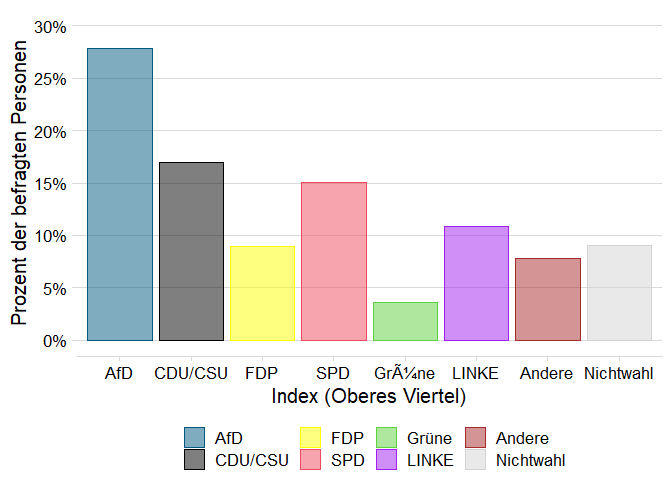 30%
25%
20%
15%
10%
5%
0%
Prozent der befragten Personen
AfD CDU/CSU FDP SPD GrÃ¼ne LINKE Andere Nichtwahl
Index (Oberes Viertel)
AfD FDP Grüne Andere
CDU/CSU SPD LINKE Nichtwahl